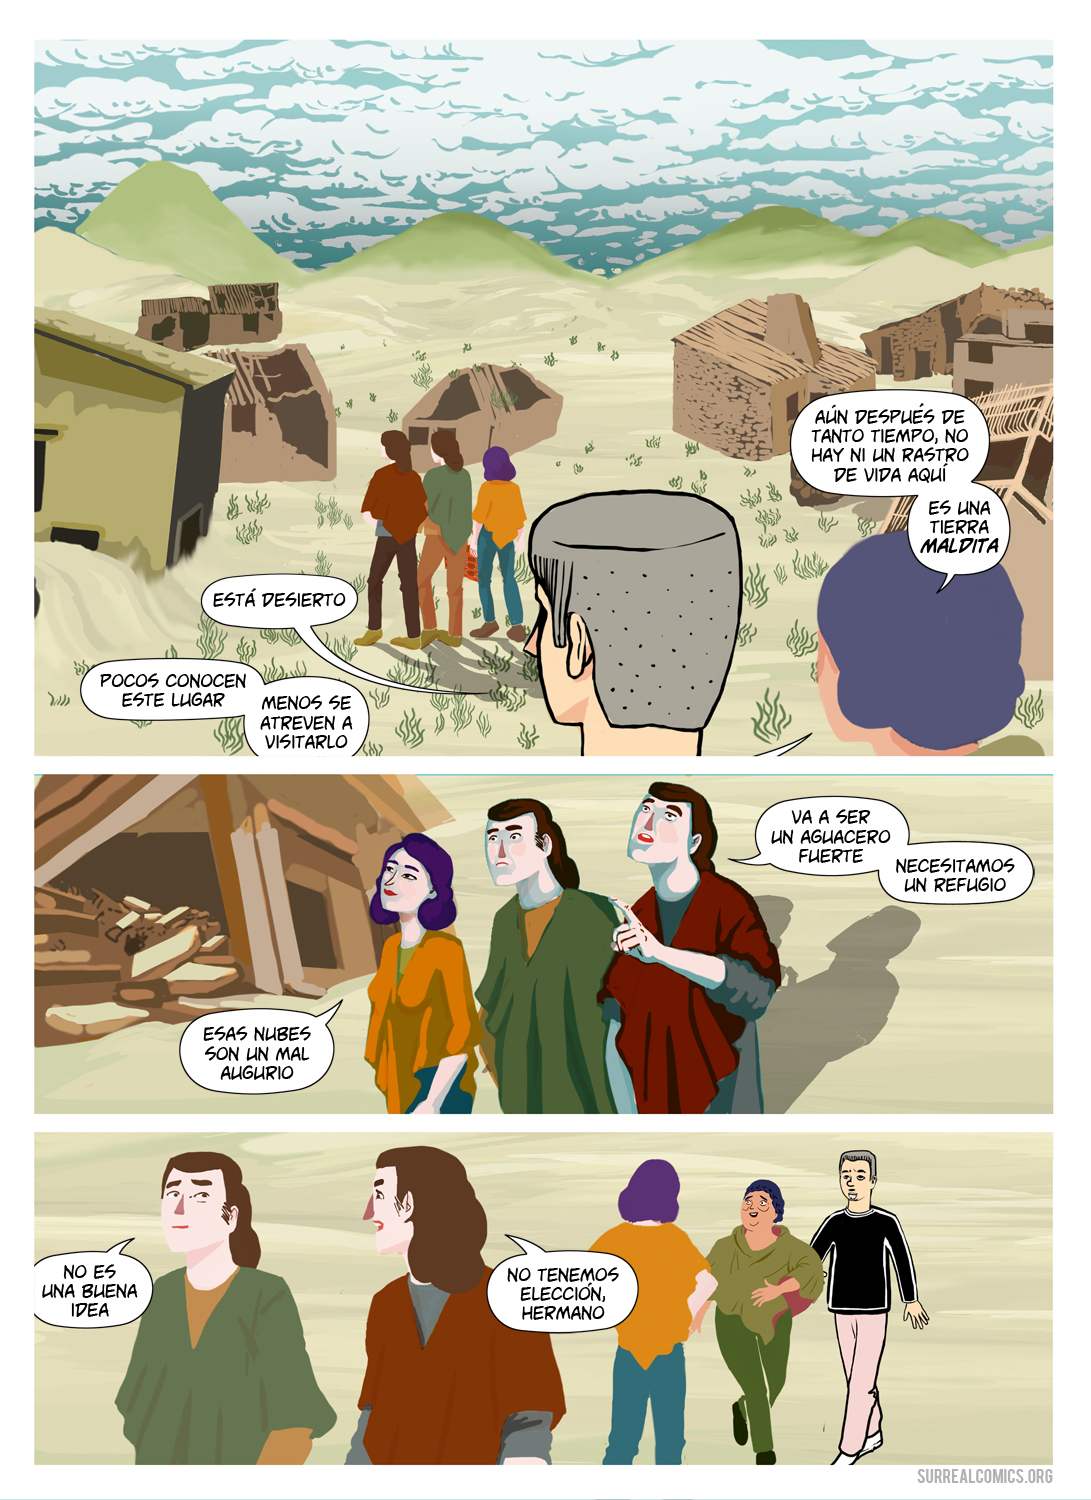 AÚN DESPUÉS DE
TANTO TIEMPO, NO
HAY NI UN RASTRO
DE VIDA AQUÍ
ES UNA
TIERRA
MALDITA
ESTÁ DESIERTO
POCOS CONOCEN
ESTE LUGAR
MENOS SE
ATREVEN A
VISITARLO
VA A SER
UN AGUACERO
FUERTE
NECESITAMOS
UN REFUGIO
ESAS NUBES
SON UN MAL
AUGURIO
NO ES
UNA BUENA
IDEA
NO TENEMOS
ELECCIÓN,
HERMANO
SURREALCOMICS.ORG